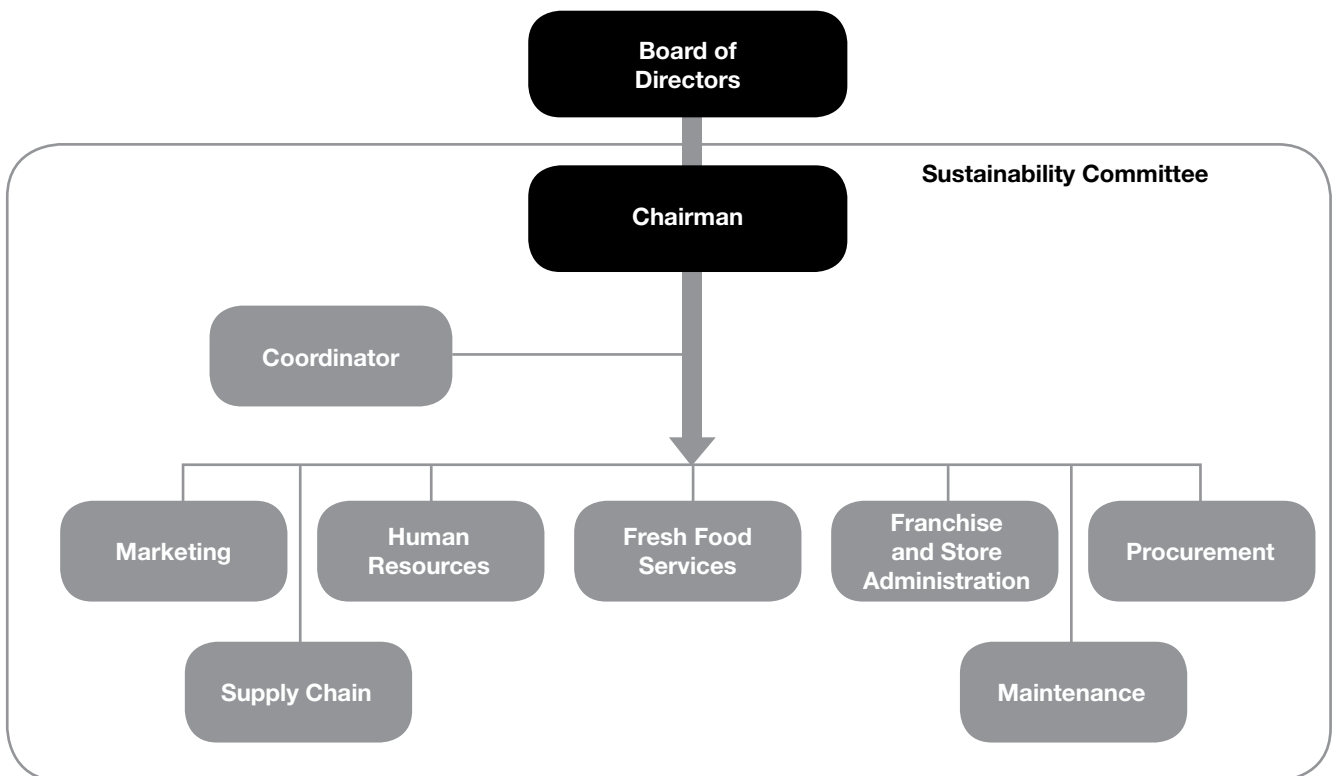 Board of
Directors
Sustainability Committee
Chairman
Coordinator
Marketing
Human
Resources
Fresh Food
Services
Franchise
and Store
Administration
Procurement
Supply Chain
Maintenance